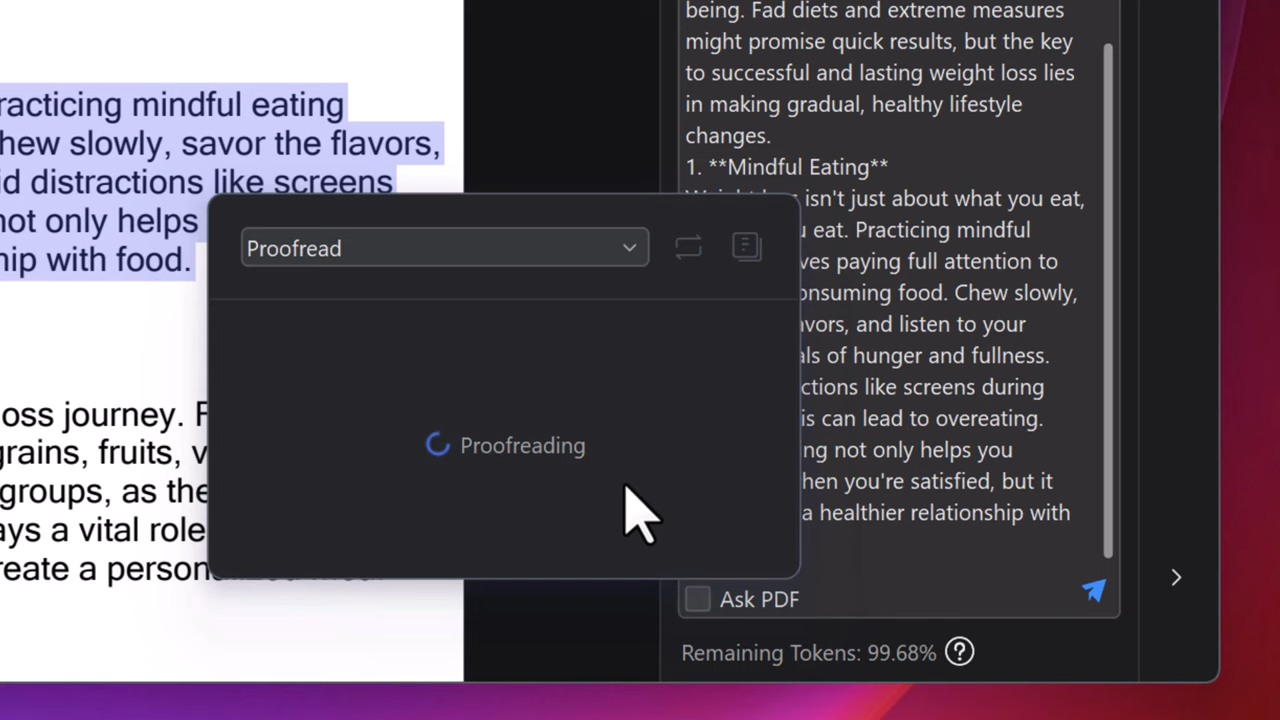 racticing mindful eating
hew slowly, savor the flavors,
id distractions like screens
not only helps
hip with food.
oss journey.
grains, fruits, v
groups, as the
ays a vital role
reate a
Proofread
Proofreading
being. Fad diets and extreme measures
might promise quick results, but the key
to successful and lasting weight loss lies
in making gradual, healthy lifestyle
changes.
1. **Mindful Eating**
isn't just about what you eat,
eat. Practicing mindful
ves paying full attention to
onsuming food. Chew slowly,
avors, and listen to your
als of hunger and fullness.
ctions like screens during
is can lead to overeating.
ng not only helps you
hen you're satisfied, but it
a healthier relationship with
Ask PDF
Remaining Tokens: 99.68% ?